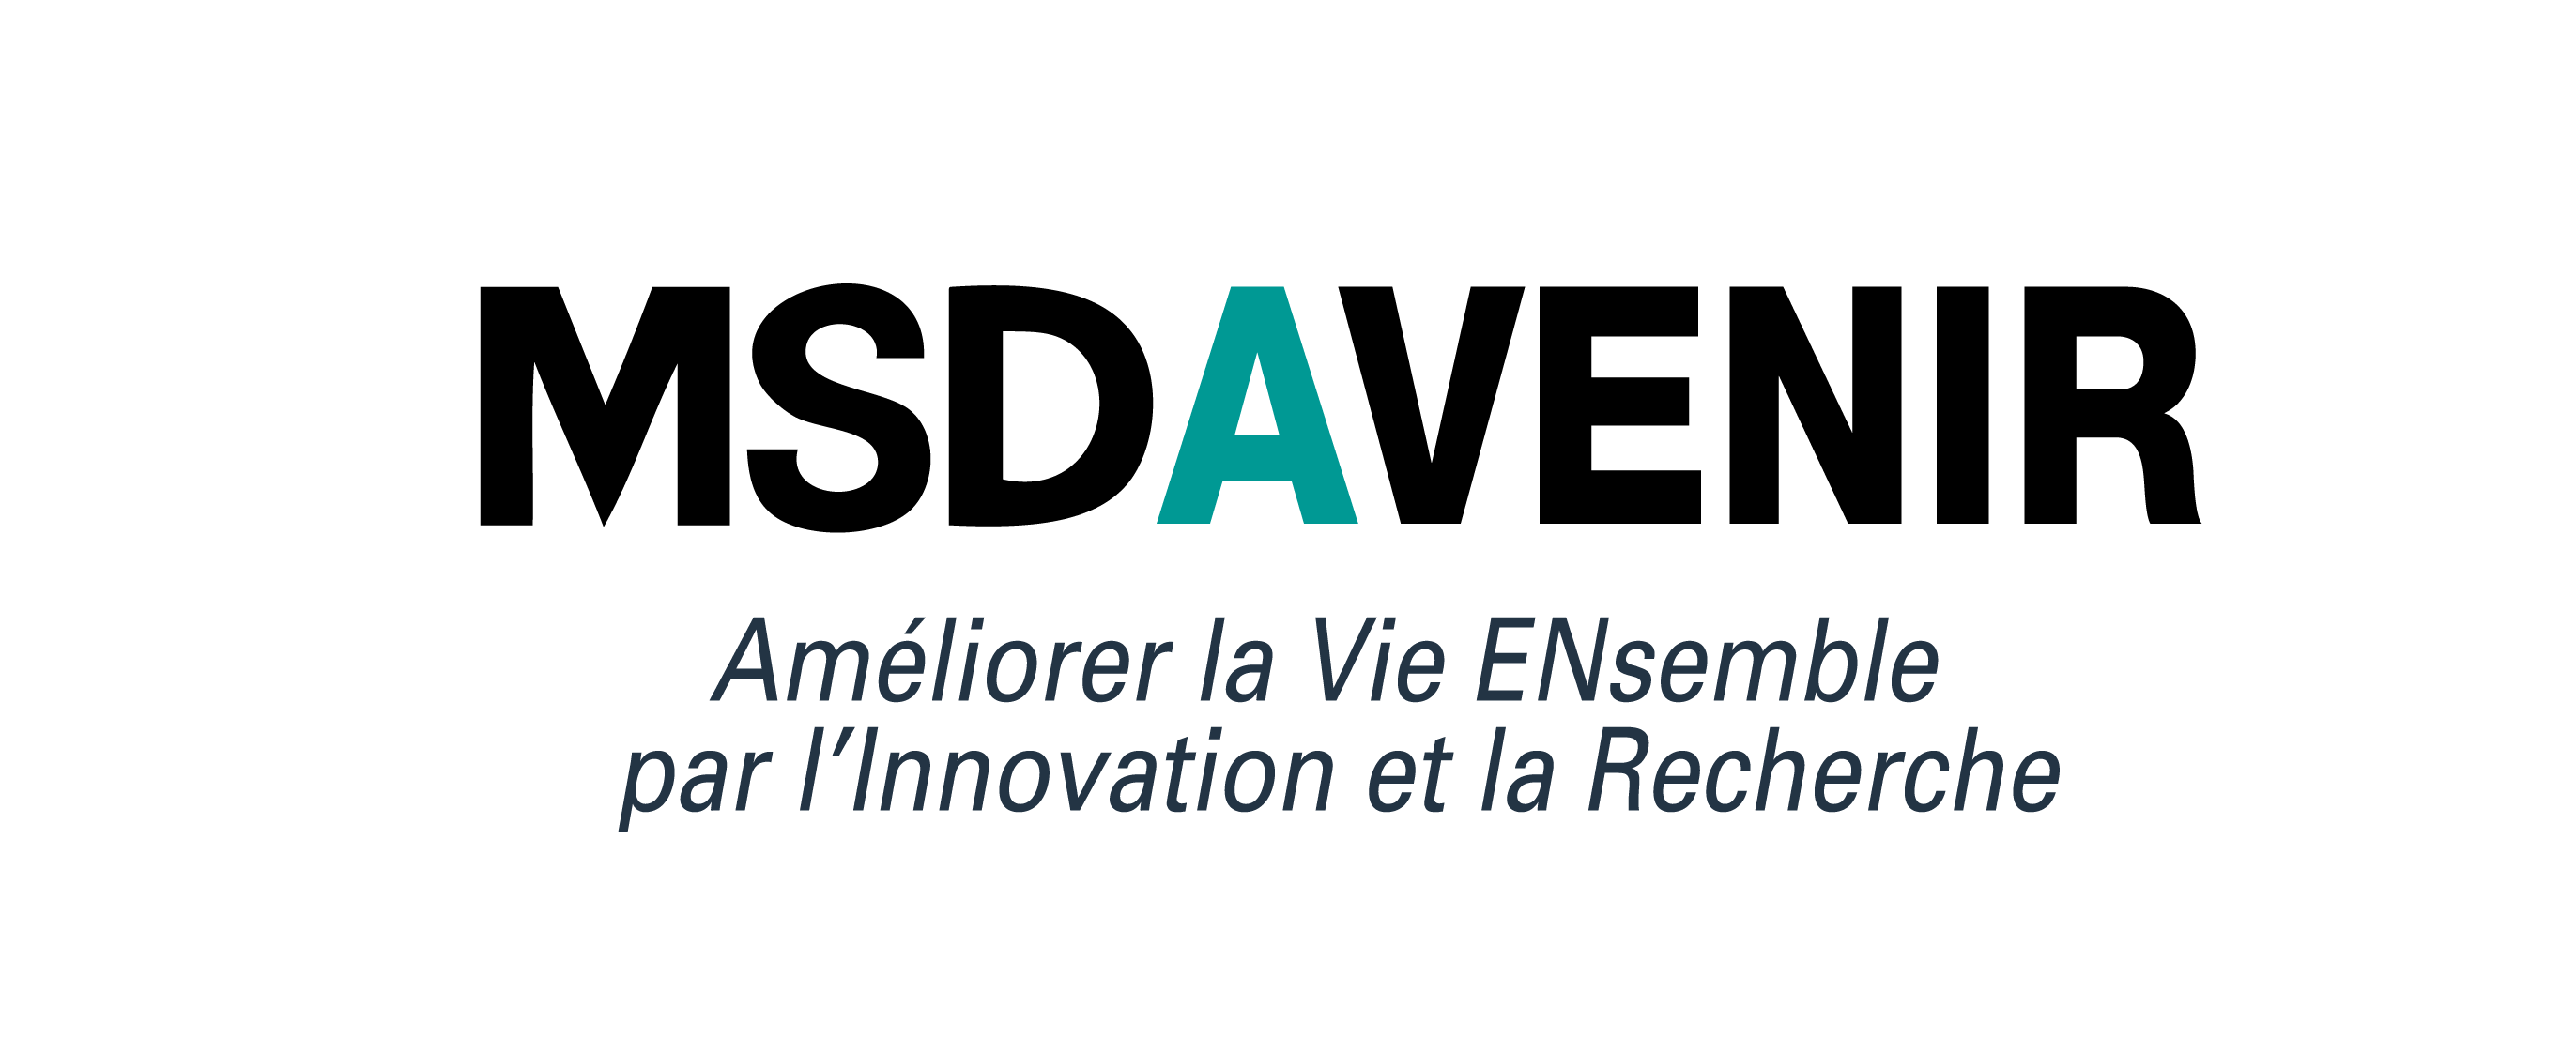 MSDAVENIR
Améliorer la Vie ENsemble
par l’Innovation et la Recherche